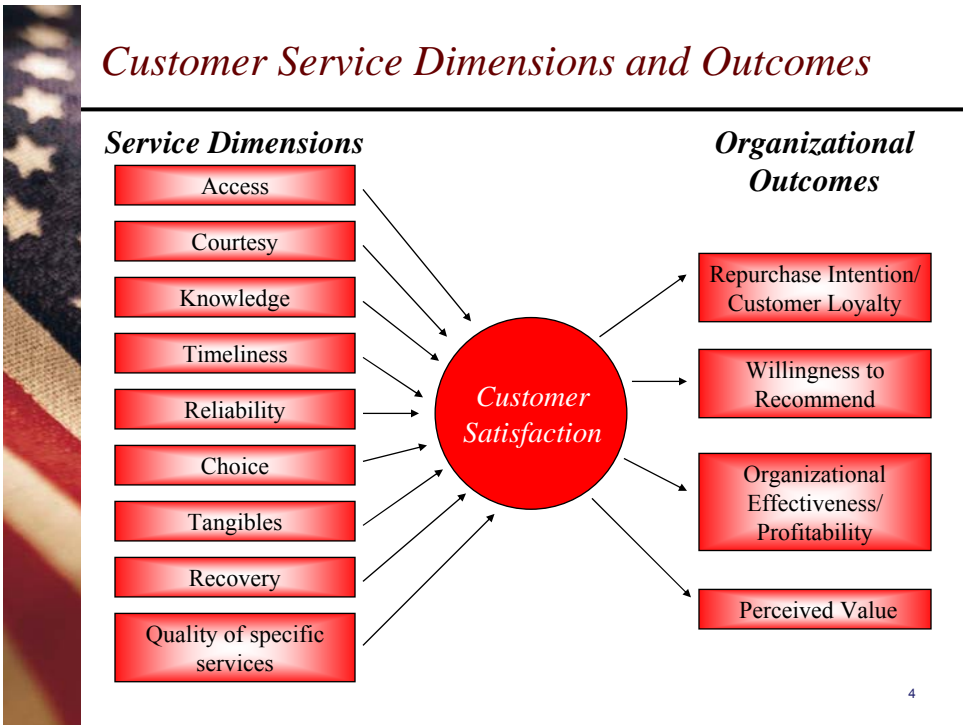 Customer Service Dimensions and Outcomes
Service Dimensions
Access
Courtesy
Knowledge
Timeliness
Reliability
Choice
Tangibles
Recovery
Quality of specific
services
Customer
Satisfaction
Organizational
Outcomes
Repurchase Intention/
Customer Loyalty
Willingness to
Recommend
Organizational
Effectiveness/
Profitability
Perceived Value
4